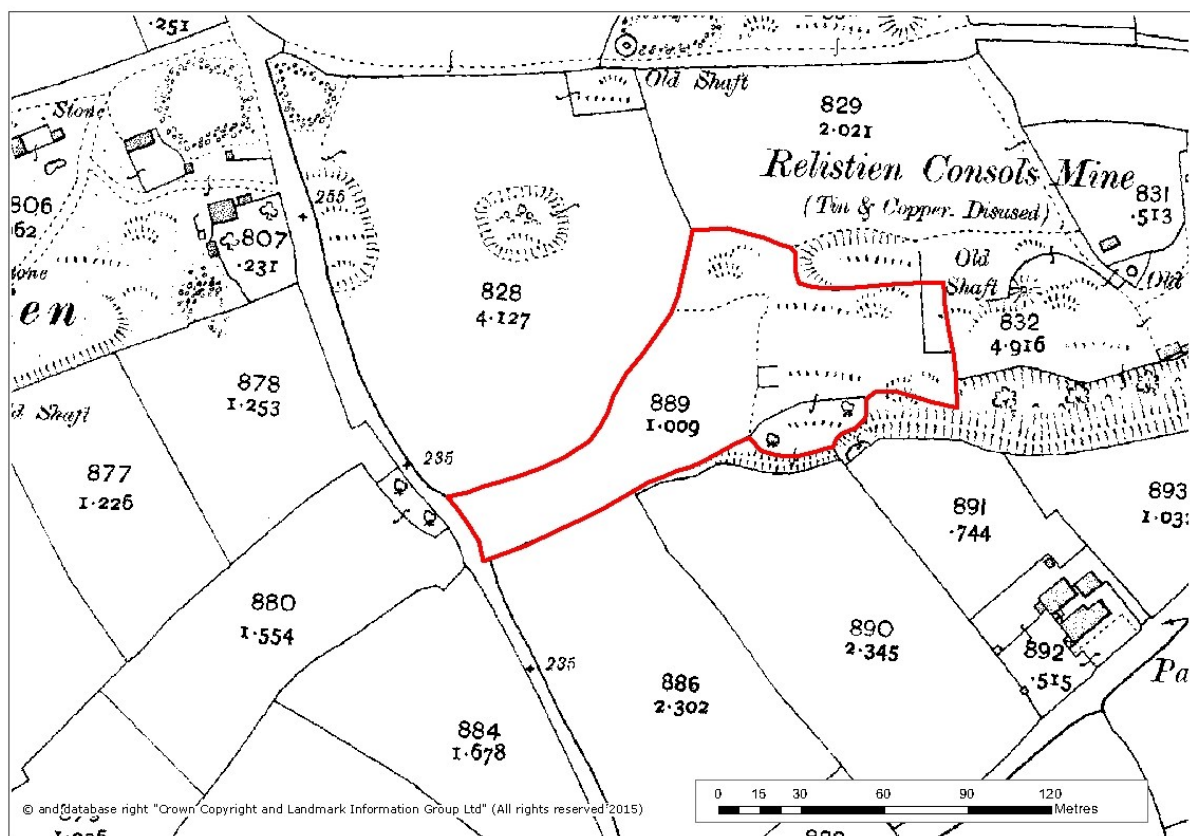 .251
Stone
Old Shaft
829
2.021
Relistien Consols Mine
(Tin & Copper. Disused)
831
.513
806
255
807
.231
en
828
4.127
Old
Shaft
Old
832
4.916
878
1.253
Shaft
889
1.009
877
1.226
235
891
.744
893
880
1.554
890
2.345
892
.515
Pa
235
886
2.302
884
1.678
© and database right "Crown Copyright and Landmark Information Group Ltd" (All rights reserved 2015)
0 15 30 60 90 120
Metres